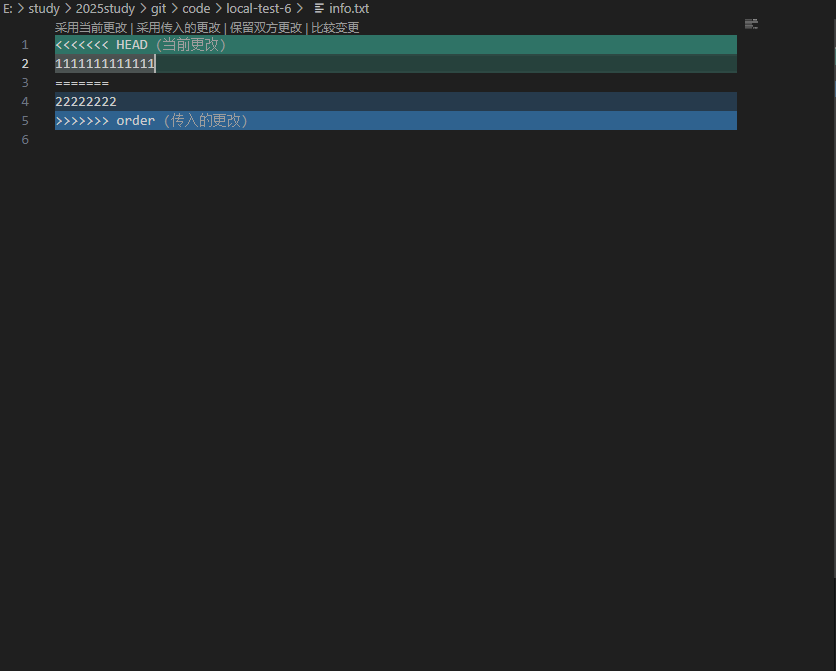 E: > study > 2025study > git > code > local-test-6 > info.txt
采用当前更改 | 采用传入的更改 | 保留双方更改 | 比较变更
1 <<<<<<< HEAD (当前更改)
2 1111111111111
3 =======
4 22222222
5 >>>>>>> order (传入的更改)
6